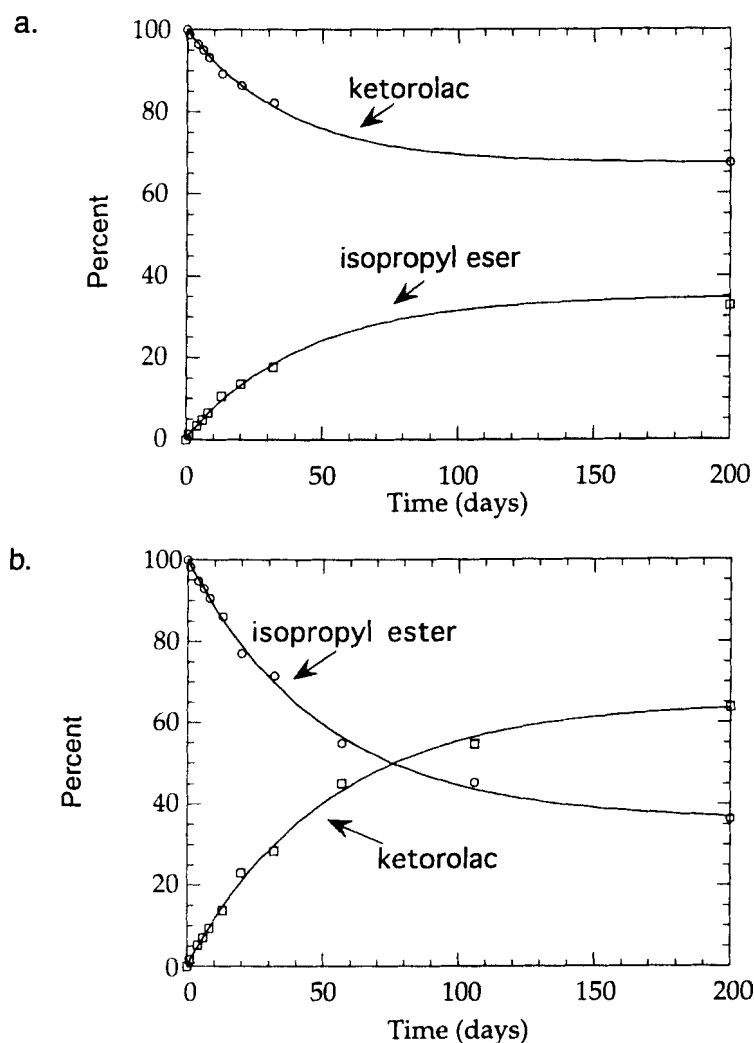 a.
100
80
60
40
20
0
Percent
ketorolac
isopropyl eser
0 50 100 150 200
Time (days)
b.
100
80
60
40
20
0
Percent
isopropyl ester
ketorolac
0 50 100 150 200
Time (days)